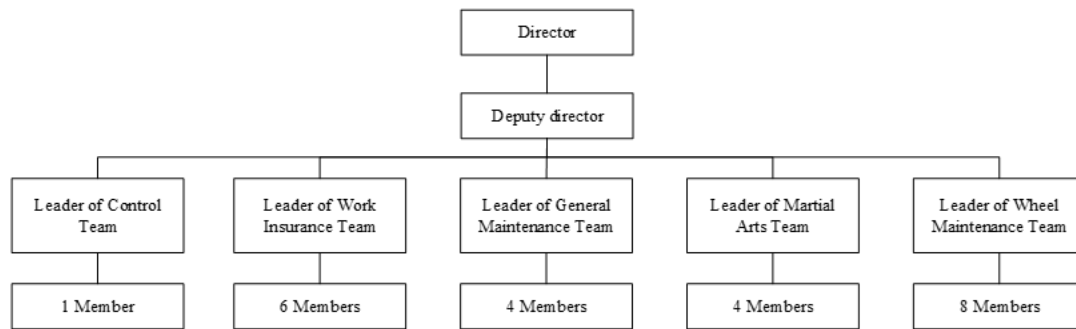 Director
Deputy director
Leader of Control
Team
Leader of Work
Insurance Team
Leader of General
Maintenance Team
Leader of Martial
Arts Team
Leader of Wheel
Maintenance Team
1 Member
6 Members
4 Members
4 Members
8 Members